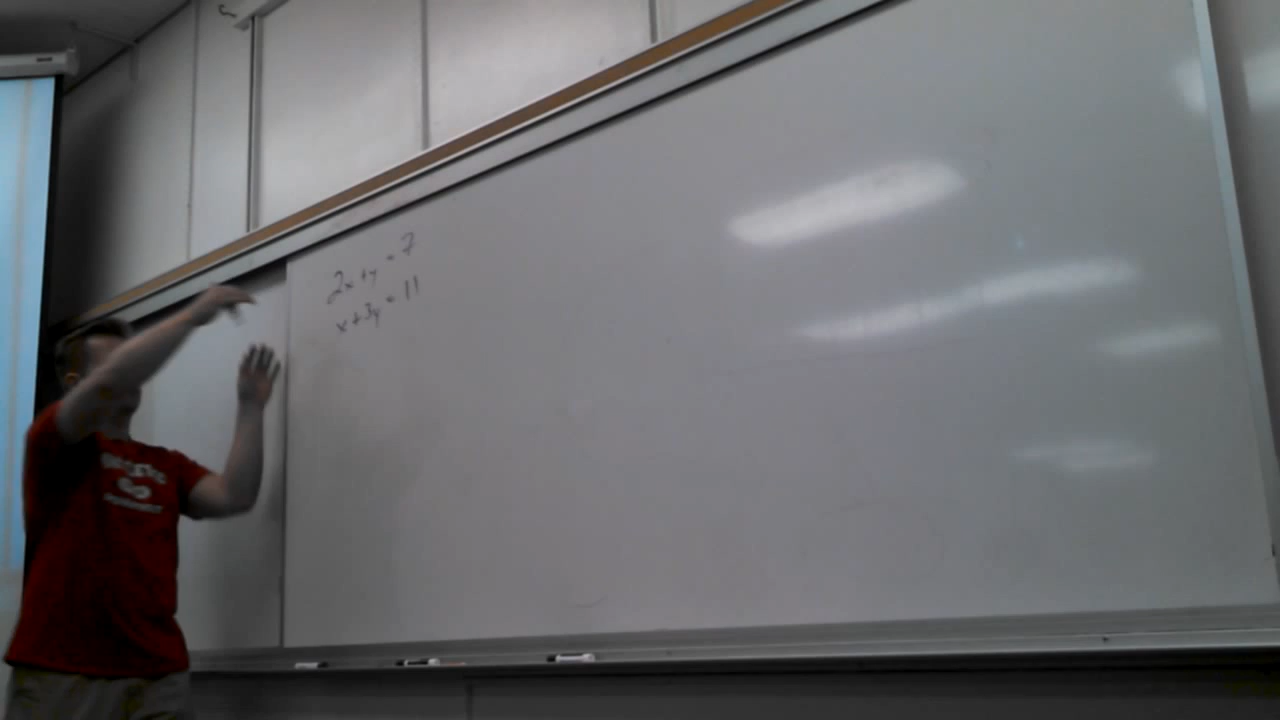 2x + y = 7
x + 3y = 11